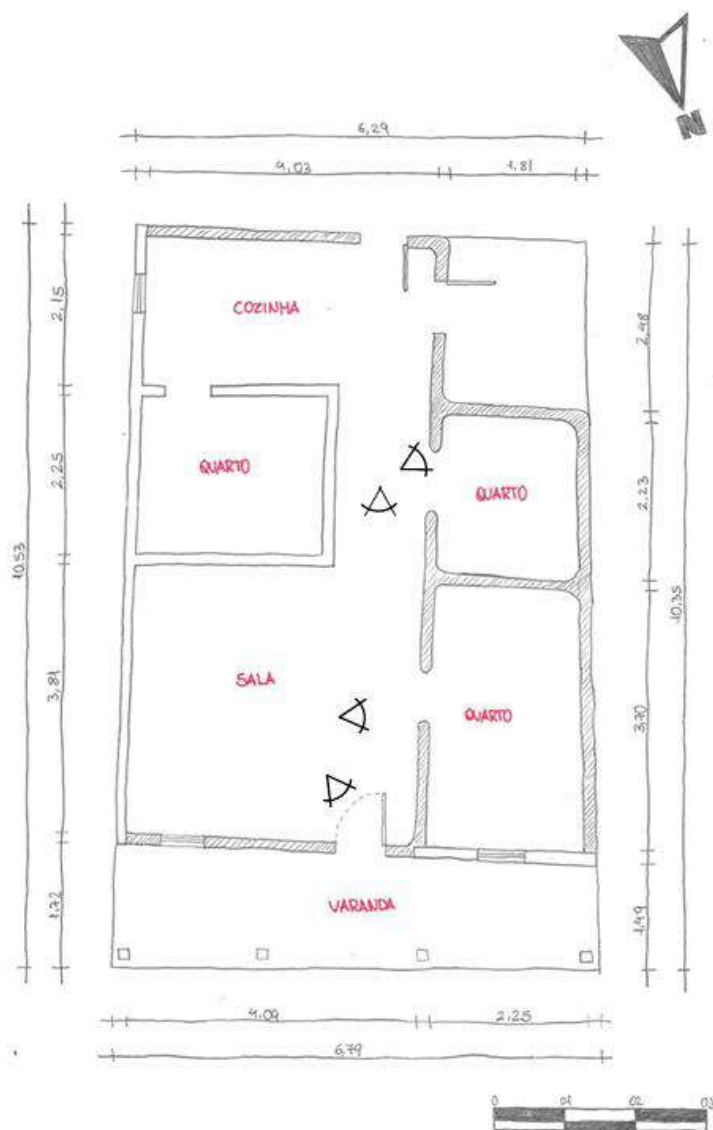 N
6,29
4,03
1,81
COZINHA
2,15
2,48
QUARTO
QUARTO
2,25
2,23
10,53
10,35
SALA
QUARTO
3,81
3,70
VARANDA
1,72
1,49
4,09
2,25
6,79
0
01
02
03